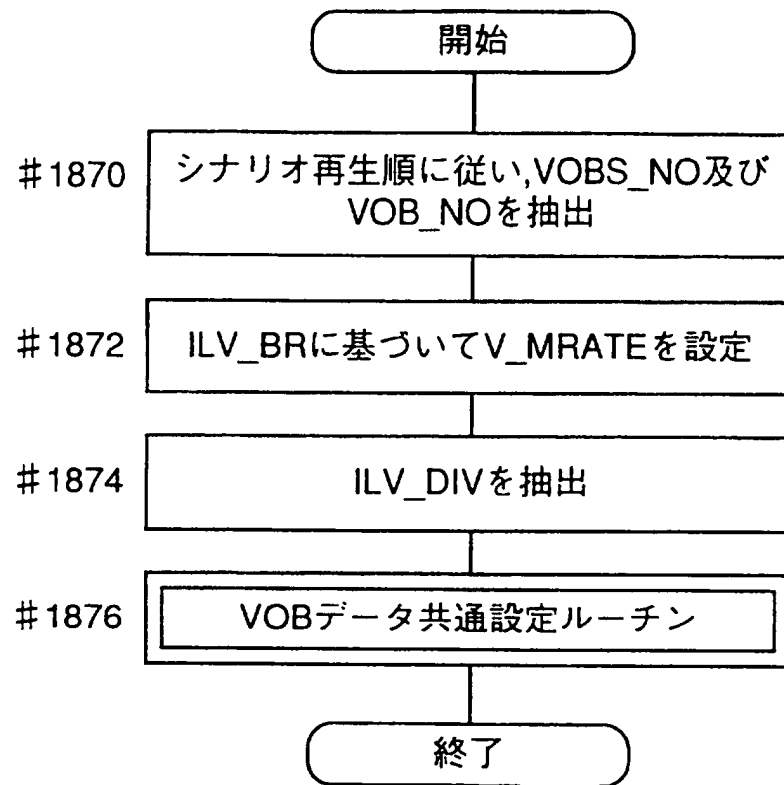 開始
#1870
シナリオ再生順に従い,VOBS_NO及び
VOB_NOを抽出
#1872
ILV_BRに基づいてV_MRATEを設定
#1874
ILV_DIVを抽出
#1876
VOBデータ共通設定ルーチン
終了